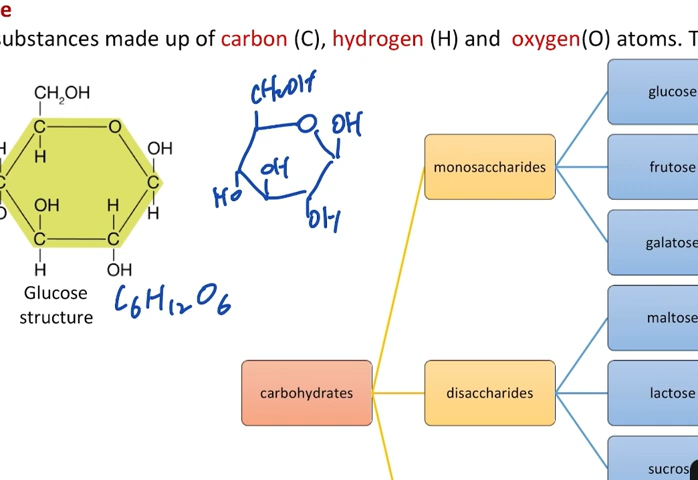 e
substances made up of carbon (C), hydrogen (H) and oxygen(O) atoms. T
CH₂OH
C
O
H
H
OH
C
C
H
O
OH
H
C
C
H
OH
Glucose
structure
C₆H₁₂O₆
CH₂OH
O
OH
OH
HO
OH
carbohydrates
monosaccharides
glucose
frutose
galatose
disaccharides
maltose
lactose
sucros